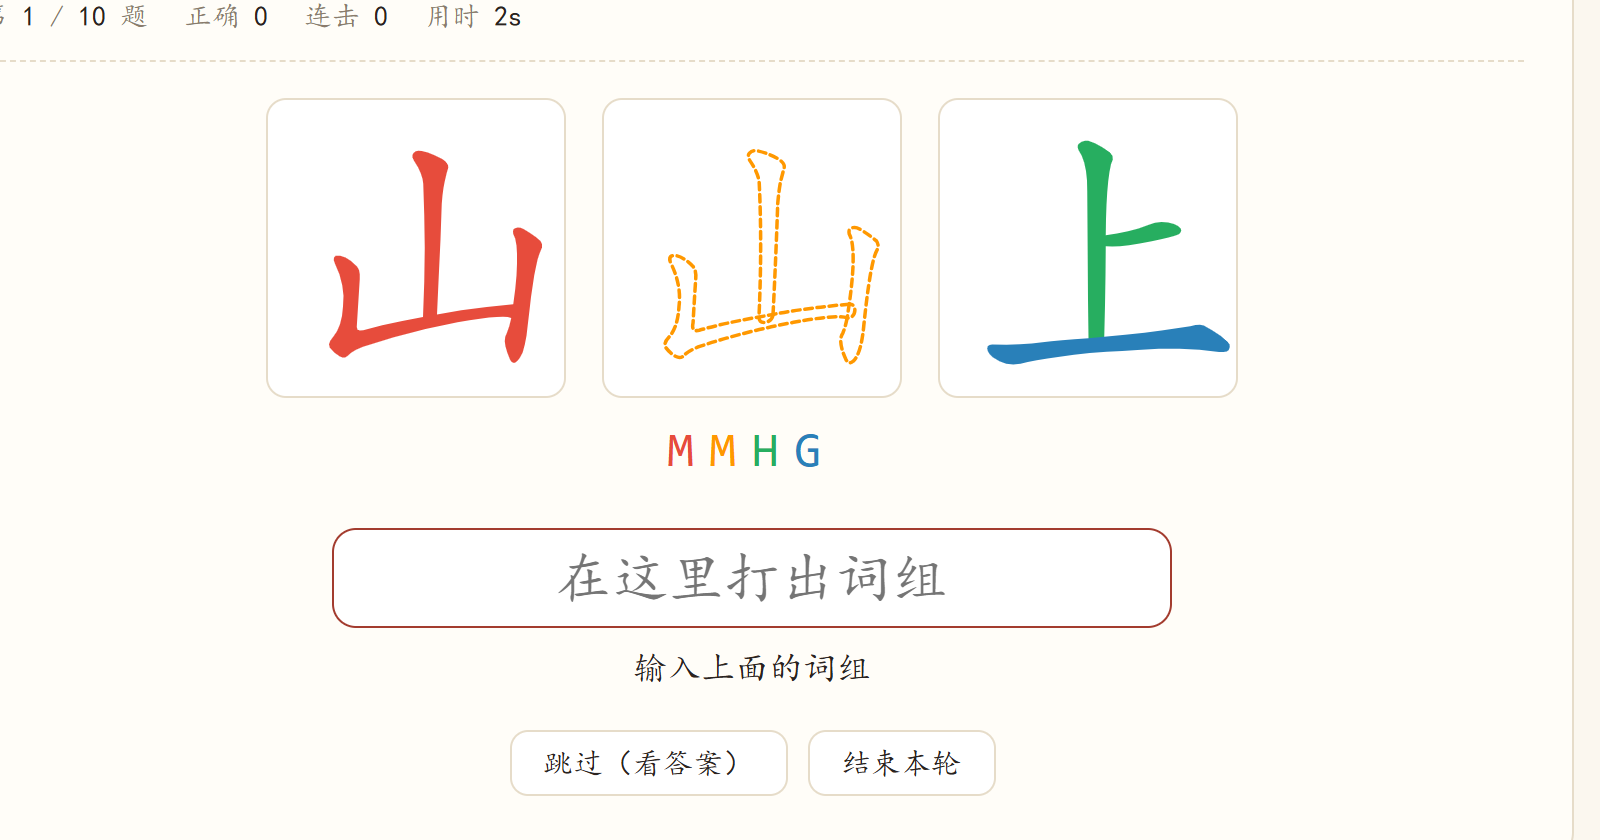 第 1 / 10 题 正确 0 连击 0 用时 2s
山 山 上
M M H G
在这里打出词组
输入上面的词组
跳过（看答案） 结束本轮